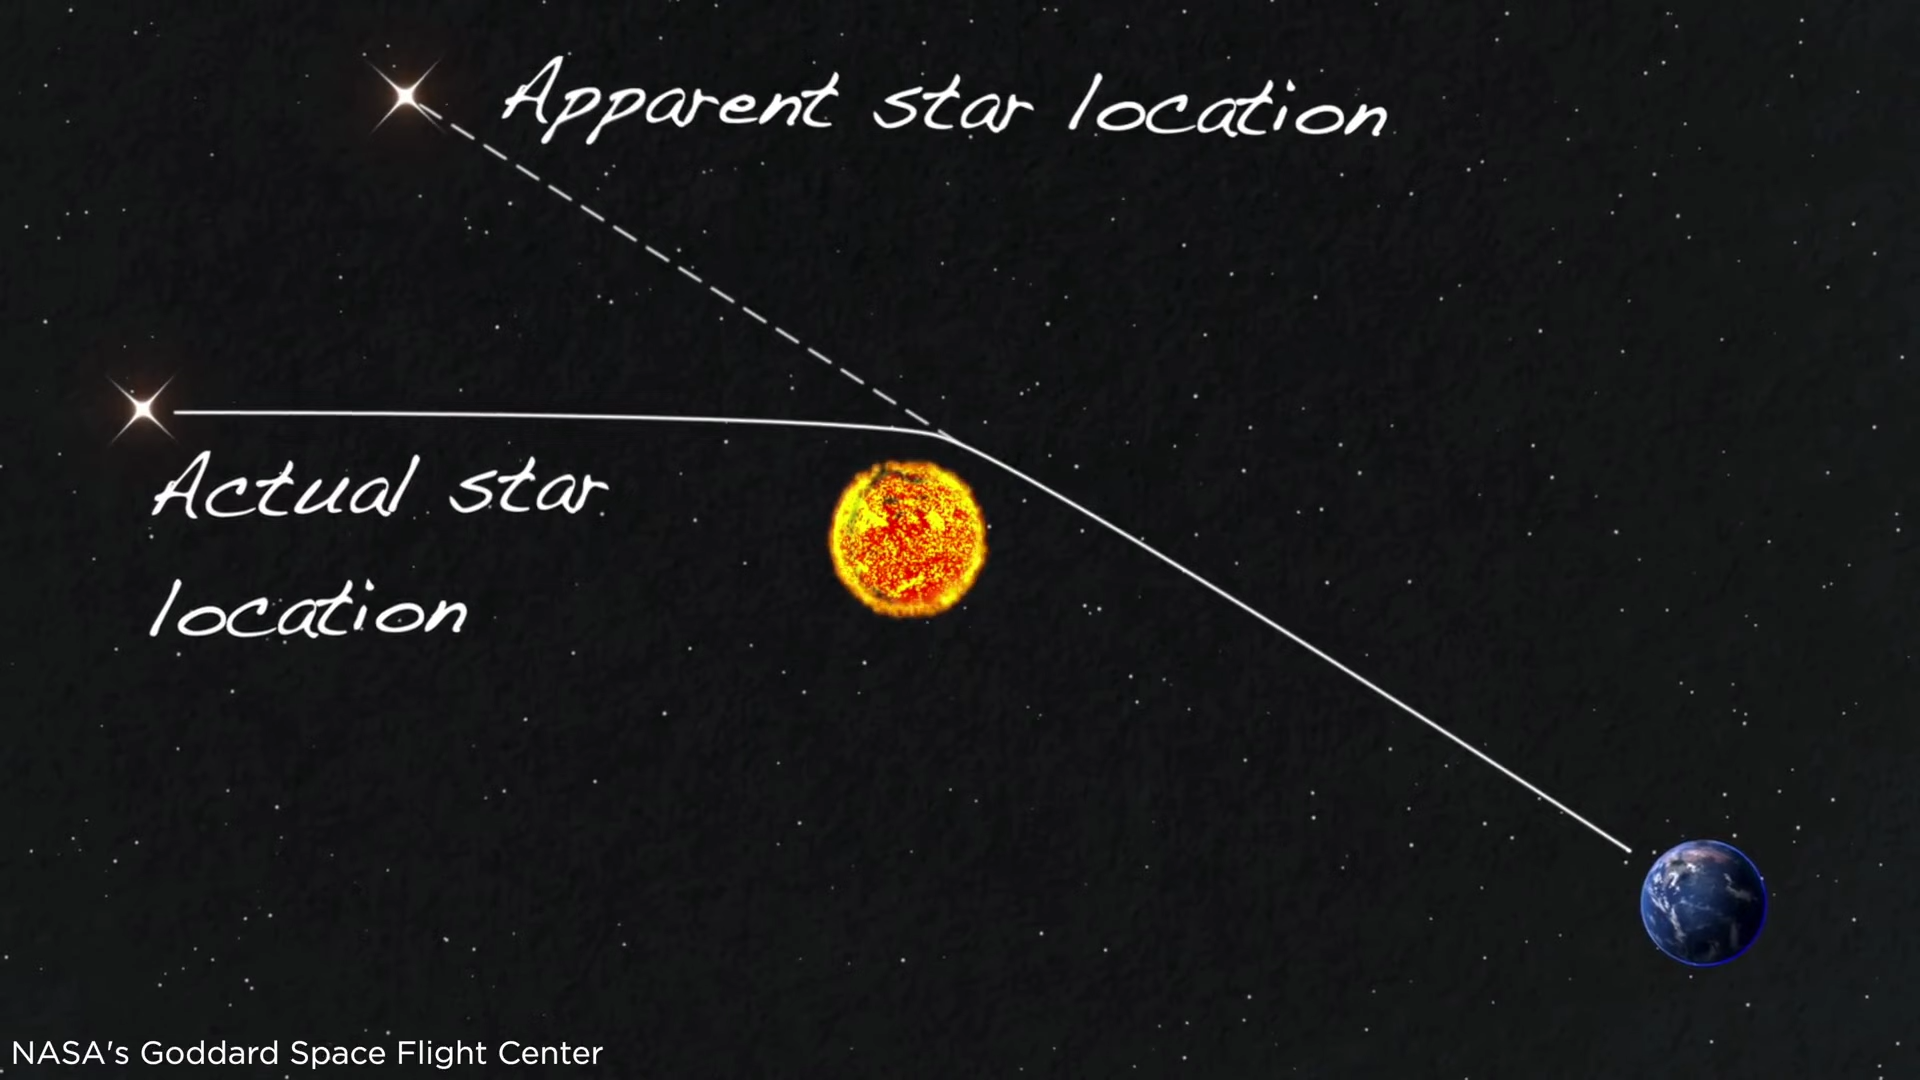 Apparent star location
Actual star
location
NASA's Goddard Space Flight Center